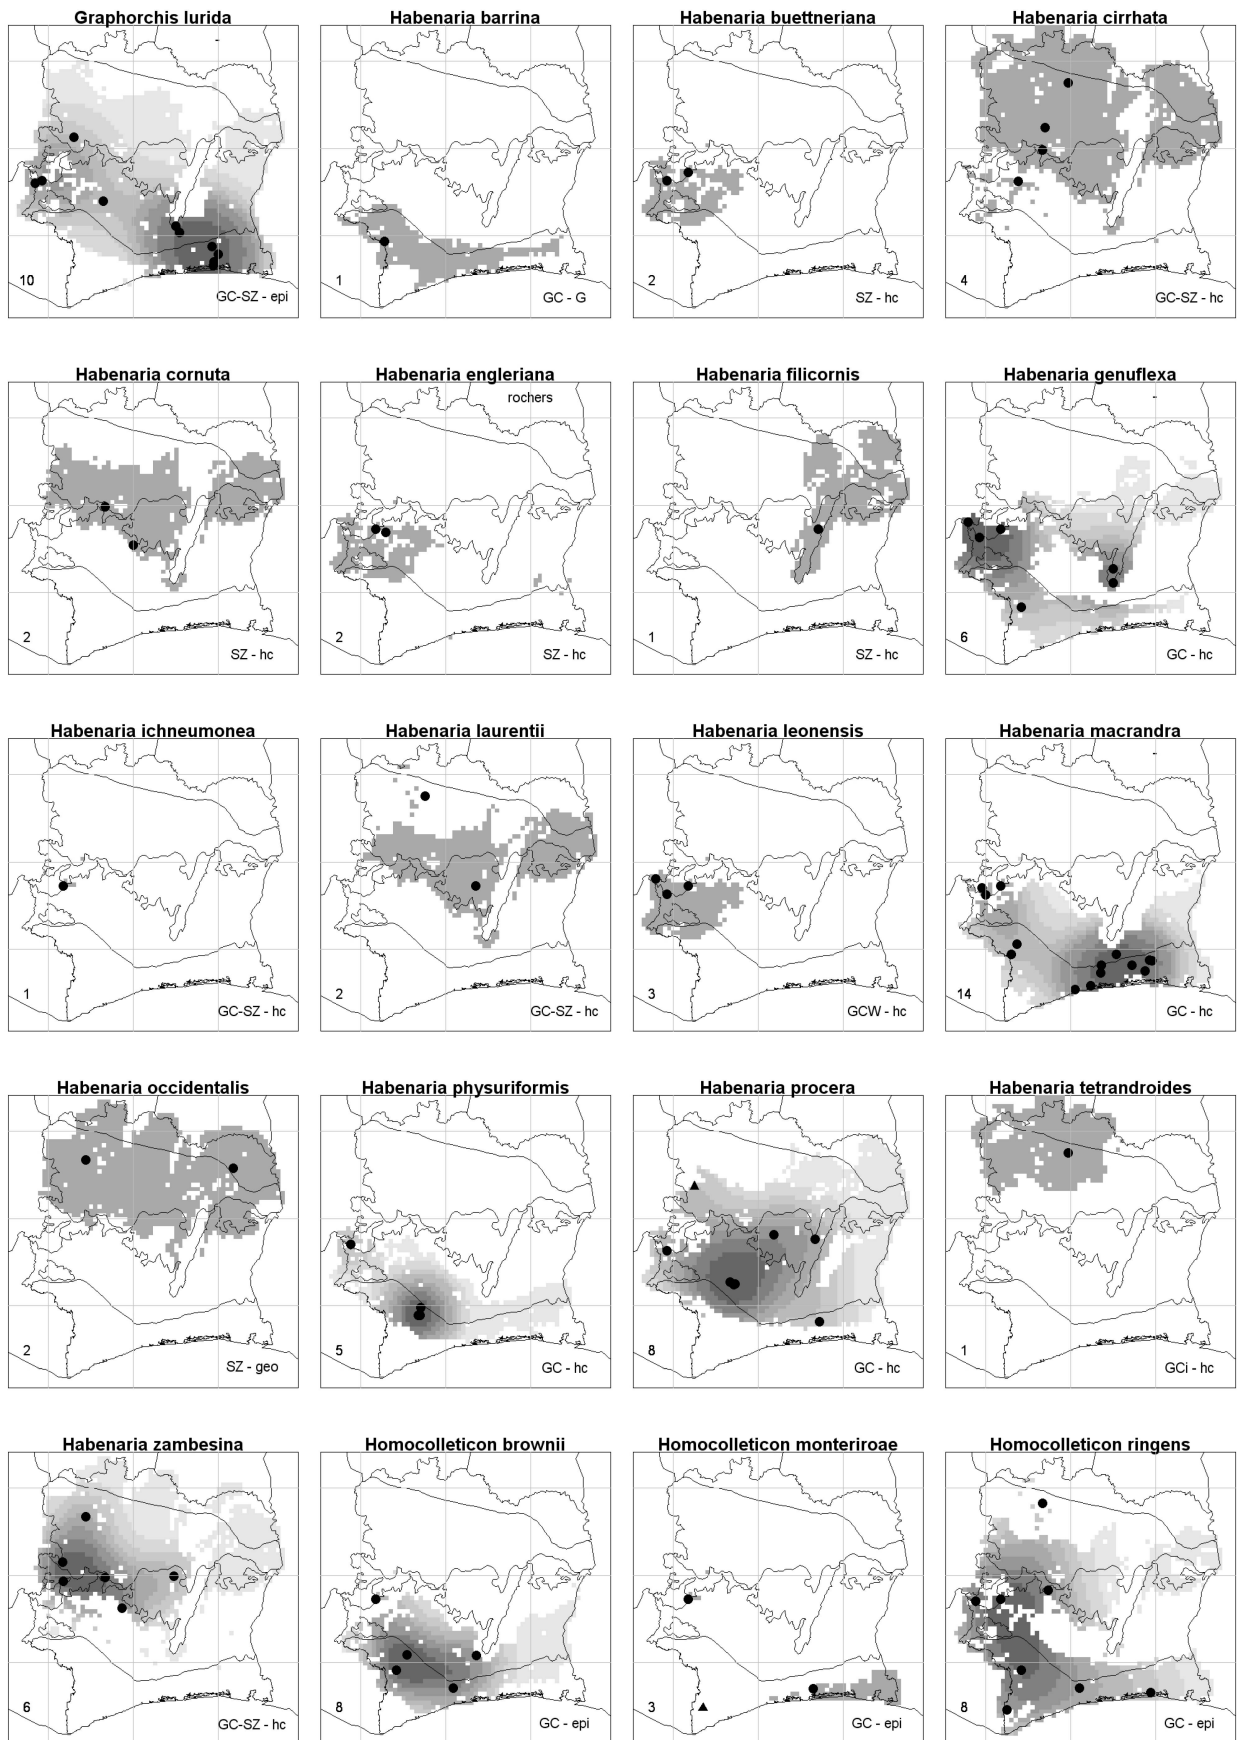 Graphorchis lurida
10
GC-SZ - epi
Habenaria barrina
1
GC - G
Habenaria buettneriana
2
SZ - hc
Habenaria cirrhata
4
GC-SZ - hc
Habenaria cornuta
2
SZ - hc
Habenaria engleriana
rochers
2
SZ - hc
Habenaria filicornis
1
SZ - hc
Habenaria genuflexa
6
GC - hc
Habenaria ichneumonea
1
GC-SZ - hc
Habenaria laurentii
2
GC-SZ - hc
Habenaria leonensis
3
GCW - hc
Habenaria macrandra
14
GC - hc
Habenaria occidentalis
2
SZ - geo
Habenaria physuriformis
5
GC - hc
Habenaria procera
8
GC - hc
Habenaria tetrandroides
1
GCi - hc
Habenaria zambesina
6
GC-SZ - hc
Homocolleticon brownii
8
GC - epi
Homocolleticon monteiroae
3
GC - epi
Homocolleticon ringens
8
GC - epi